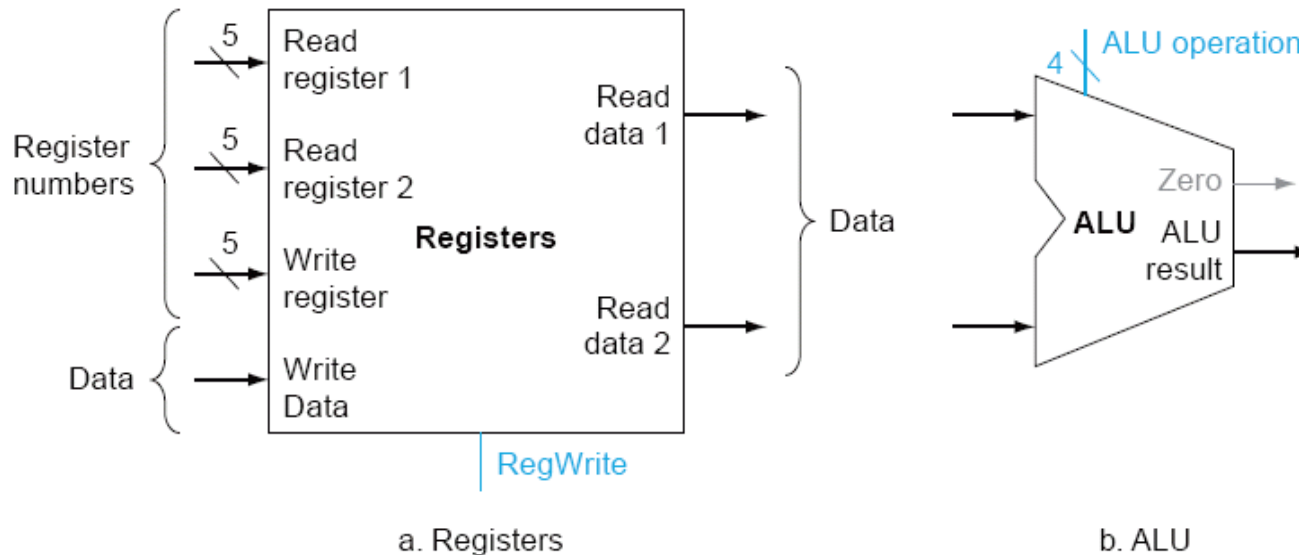 5
Read
register 1
5
Read
register 2
Register
numbers
5
Write
register
Data
Write
Data
Registers
Read
data 1
Read
data 2
Data
RegWrite
a. Registers
4
ALU operation
Zero
ALU
ALU
result
b. ALU